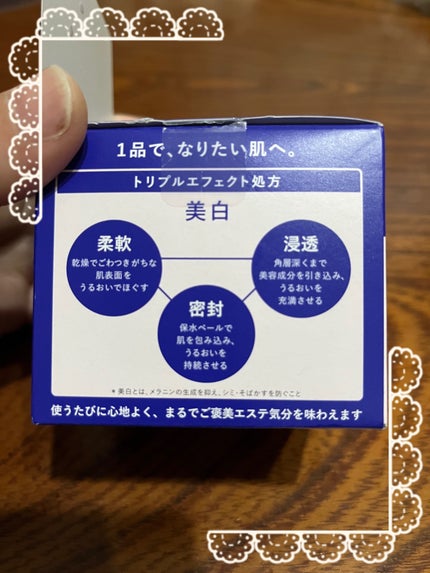 1品で、なりたい肌へ。
トリプルエフェクト処方
美白
柔軟
乾燥でごわつきがちな
肌表面を
うるおいでほぐす
浸透
角層深くまで
美容成分を引き込み、
うるおいを
充満させる
密封
保水ベールで
肌を包み込み、
うるおいを
持続させる
＊美白とは、メラニンの生成を抑え、シミ・そばかすを防ぐこと
使うたびに心地よく、まるでご褒美エステ気分を味わえます